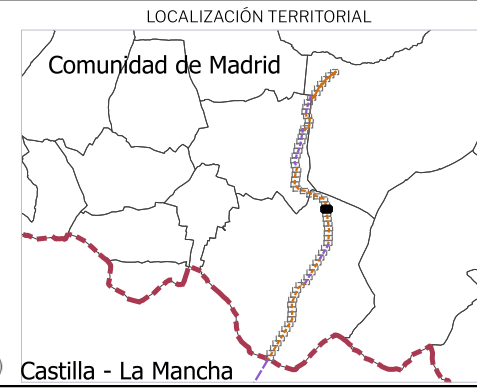 LOCALIZACIÓN TERRITORIAL
Comunidad de Madrid
Castilla - La Mancha